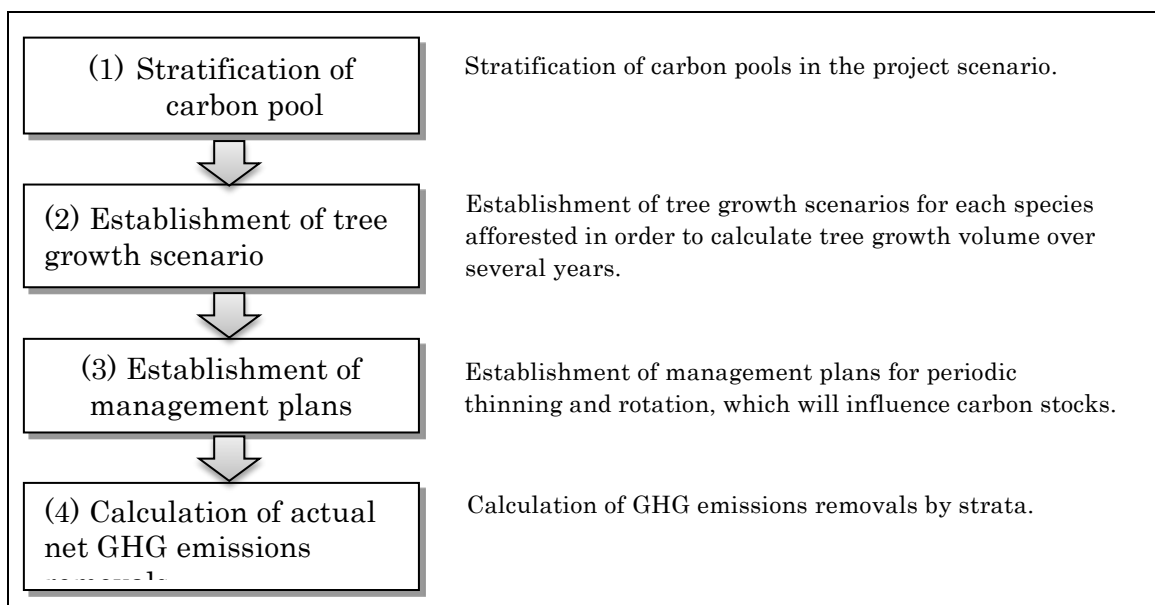 (1) Stratification of
carbon pool
Stratification of carbon pools in the project scenario.
(2) Establishment of tree
growth scenario
Establishment of tree growth scenarios for each species
afforested in order to calculate tree growth volume over
several years.
(3) Establishment of
management plans
Establishment of management plans for periodic
thinning and rotation, which will influence carbon stocks.
(4) Calculation of actual
net GHG emissions
Calculation of GHG emissions removals by strata.